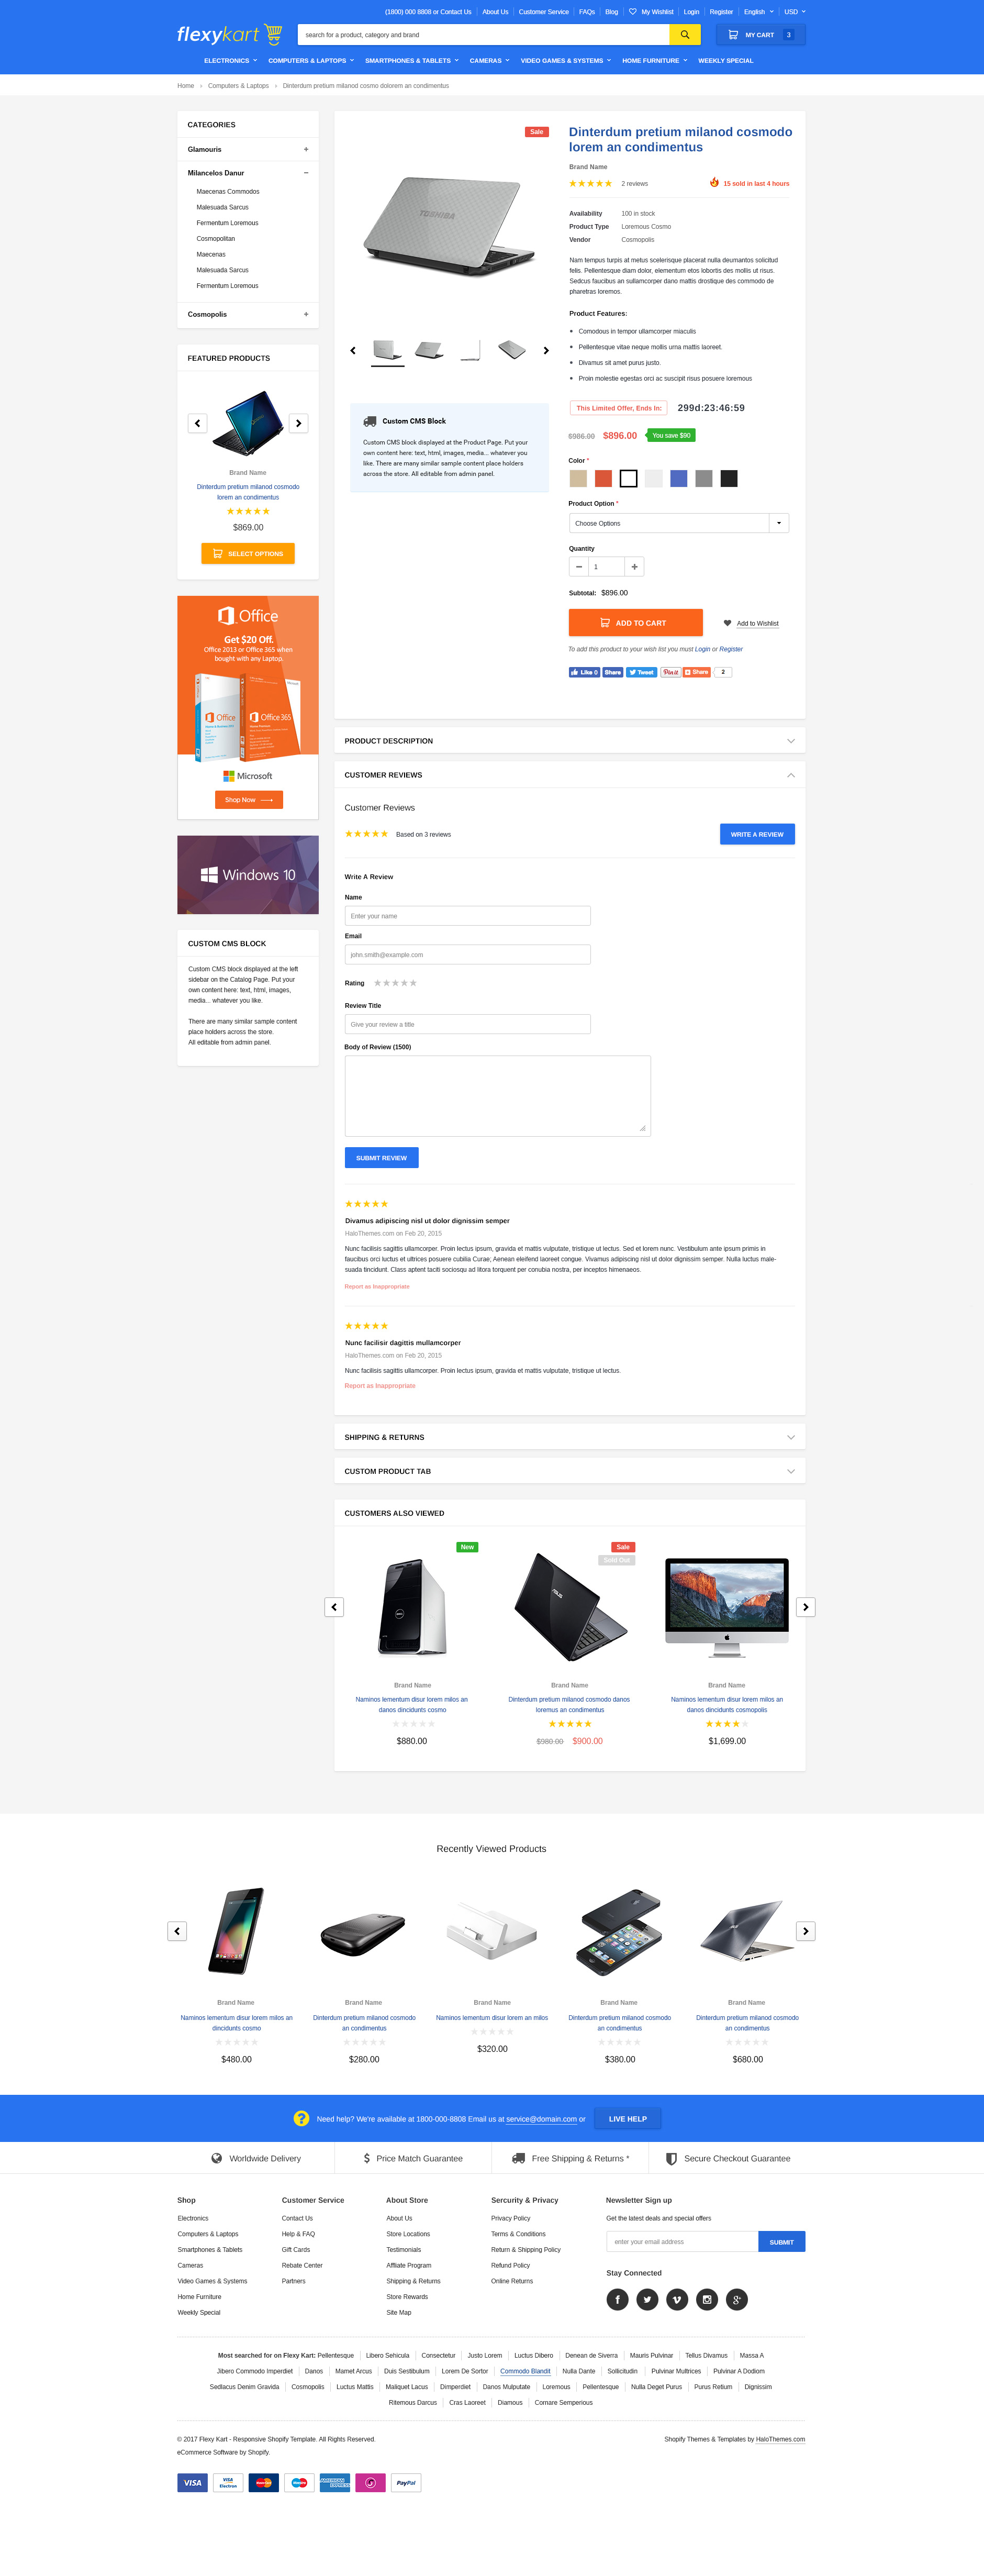 (1800) 000 8808 or Contact Us About Us Customer Service FAQs Blog My Wishlist Login Register English USD
flexykart
search for a product, category and brand
MY CART 3
ELECTRONICS COMPUTERS & LAPTOPS SMARTPHONES & TABLETS CAMERAS VIDEO GAMES & SYSTEMS HOME FURNITURE WEEKLY SPECIAL
Home > Computers & Laptops > Dinterdum pretium milanod cosmo dolorem an condimentum
CATEGORIES
Glamouris +
Milancelos Danur −
Maecenas Commodos
Malesuada Sarcus
Fermentum Loremous
Cosmopolitan
Maecenas
Malesuada Sarcus
Fermentum Loremous
Cosmopolis +
FEATURED PRODUCTS
Brand Name
Dinterdum pretium milanod cosmodo
lorem an condimentum
$869.00
SELECT OPTIONS
Office
Get $20 Off.
Office 2013 or Office 365 when
bought with any Laptop.
Office
Office 365
Microsoft
Shop Now
Windows 10
CUSTOM CMS BLOCK
Custom CMS block displayed at the left
sidebar on the Catalog Page. Put your
own content here: text, html, images,
media... whatever you like.
There are many similar sample content
place holders across the store.
All editable from admin panel.
Sale
TOSHIBA
Custom CMS Block
Custom CMS block displayed at the Product Page. Put your
own content here: text, html, images, media... whatever you
like. There are many similar sample content place holders
across the store. All editable from admin panel.
Dinterdum pretium milanod cosmodo
lorem an condimentum
Brand Name
2 reviews
15 sold in last 4 hours
Availability 100 in stock
Product Type Loremous Cosmo
Vendor Cosmopolis
Nam tempus turpis at metus scelerisque placerat nulla deumantos solicitud
felis. Pellentesque diam dolor, elementum etos lobortis des mollis ut risus.
Sedcus faucibus an sullamcorper dano mattis drostique des commodo de
pharetras loremos.
Product Features:
Comodous in tempor ullamcorper miaculis
Pellentesque vitae neque mollis urna mattis laoreet.
Divamus sit amet purus justo.
Proin molestie egestas orci ac suscipit risus posuere loremous
This Limited Offer, Ends In: 299d:23:46:59
$986.00 $896.00 You save $90
Color *
Product Option *
Choose Options
Quantity
− 1 +
Subtotal: $896.00
ADD TO CART
Add to Wishlist
To add this product to your wish list you must Login or Register
Like 0 Share Tweet Pin it Share 2
PRODUCT DESCRIPTION
CUSTOMER REVIEWS
Customer Reviews
Based on 3 reviews
WRITE A REVIEW
Write A Review
Name
Enter your name
Email
john.smith@example.com
Rating
Review Title
Give your review a title
Body of Review (1500)
SUBMIT REVIEW
Divamus adipiscing nisl ut dolor dignissim semper
HaloThemes.com on Feb 20, 2015
Nunc facilisis sagittis ullamcorper. Proin lectus ipsum, gravida et mattis vulputate, tristique ut lectus. Sed et lorem nunc. Vestibulum ante ipsum primis in
faucibus orci luctus et ultrices posuere cubilia Curae; Aenean eleifend laoreet congue. Vivamus adipiscing nisl ut dolor dignissim semper. Nulla luctus male-
suada tincidunt. Class aptent taciti sociosqu ad litora torquent per conubia nostra, per inceptos himenaeos.
Report as Inappropriate
Nunc facilisir dagittis mullamcorper
HaloThemes.com on Feb 20, 2015
Nunc facilisis sagittis ullamcorper. Proin lectus ipsum, gravida et mattis vulputate, tristique ut lectus.
Report as Inappropriate
SHIPPING & RETURNS
CUSTOM PRODUCT TAB
CUSTOMERS ALSO VIEWED
New
Sale
Sold Out
Brand Name
Naminos lementum disur lorem milos an
danos dincidunts cosmo
$880.00
Brand Name
Dinterdum pretium milanod cosmodo danos
loremus an condimentum
$980.00 $900.00
Brand Name
Naminos lementum disur lorem milos an
danos dincidunts cosmopolis
$1,699.00
Recently Viewed Products
Brand Name
Naminos lementum disur lorem milos an
dincidunts cosmo
$480.00
Brand Name
Dinterdum pretium milanod cosmodo
an condimentum
$280.00
Brand Name
Naminos lementum disur lorem an milos
$320.00
Brand Name
Dinterdum pretium milanod cosmodo
an condimentum
$380.00
Brand Name
Dinterdum pretium milanod cosmodo
an condimentum
$680.00
Need help? We're available at 1800-000-8808 Email us at service@domain.com or LIVE HELP
Worldwide Delivery
Price Match Guarantee
Free Shipping & Returns *
Secure Checkout Guarantee
Shop
Electronics
Computers & Laptops
Smartphones & Tablets
Cameras
Video Games & Systems
Home Furniture
Weekly Special
Customer Service
Contact Us
Help & FAQ
Gift Cards
Rebate Center
Partners
About Store
About Us
Store Locations
Testimonials
Affliate Program
Shipping & Returns
Store Rewards
Site Map
Sercurity & Privacy
Privacy Policy
Terms & Conditions
Return & Shipping Policy
Refund Policy
Online Returns
Newsletter Sign up
Get the latest deals and special offers
enter your email address
SUBMIT
Stay Connected
Most searched for on Flexy Kart: Pellentesque Libero Sehicula Consectetur Justo Lorem Luctus Dibero Denean de Siverra Mauris Pulvinar Tellus Divamus Massa A
Jibero Commodo Imperdiet Danos Mamet Arcus Duis Sestibulum Lorem De Sortor Commodo Blandit Nulla Dante Sollicitudin Pulvinar Multrices Pulvinar A Dodiom
Sedlacus Denim Gravida Cosmopolis Luctus Mattis Maliquet Lacus Dimperdiet Danos Mulputate Loremous Pellentesque Nulla Deget Purus Purus Retium Dignissim
Ritemous Darcus Cras Laoreet Diamous Cornare Semperious
© 2017 Flexy Kart - Responsive Shopify Template. All Rights Reserved.
eCommerce Software by Shopify.
Shopify Themes & Templates by HaloThemes.com
VISA
VISA Electron
MasterCard
Maestro
AMERICAN EXPRESS
PayPal